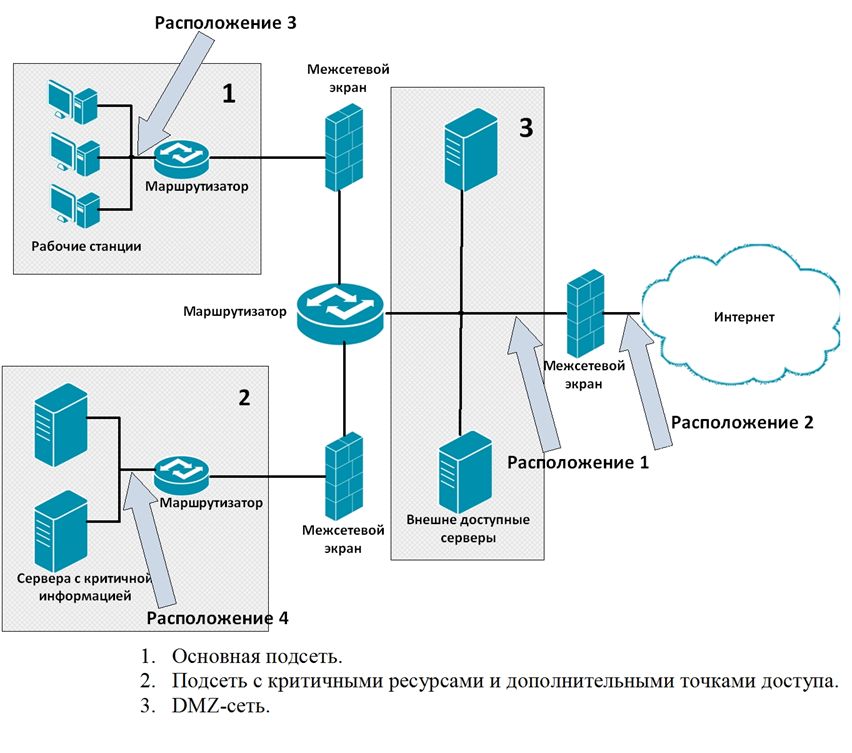 Расположение 3
1
Межсетевой
экран
3
Маршрутизатор
Рабочие станции
Маршрутизатор
Интернет
Межсетевой
экран
2
Расположение 2
Расположение 1
Маршрутизатор
Внешне доступные
серверы
Межсетевой
экран
Сервера с критичной
информацией
Расположение 4
1. Основная подсеть.
2. Подсеть с критичными ресурсами и дополнительными точками доступа.
3. DMZ-сеть.